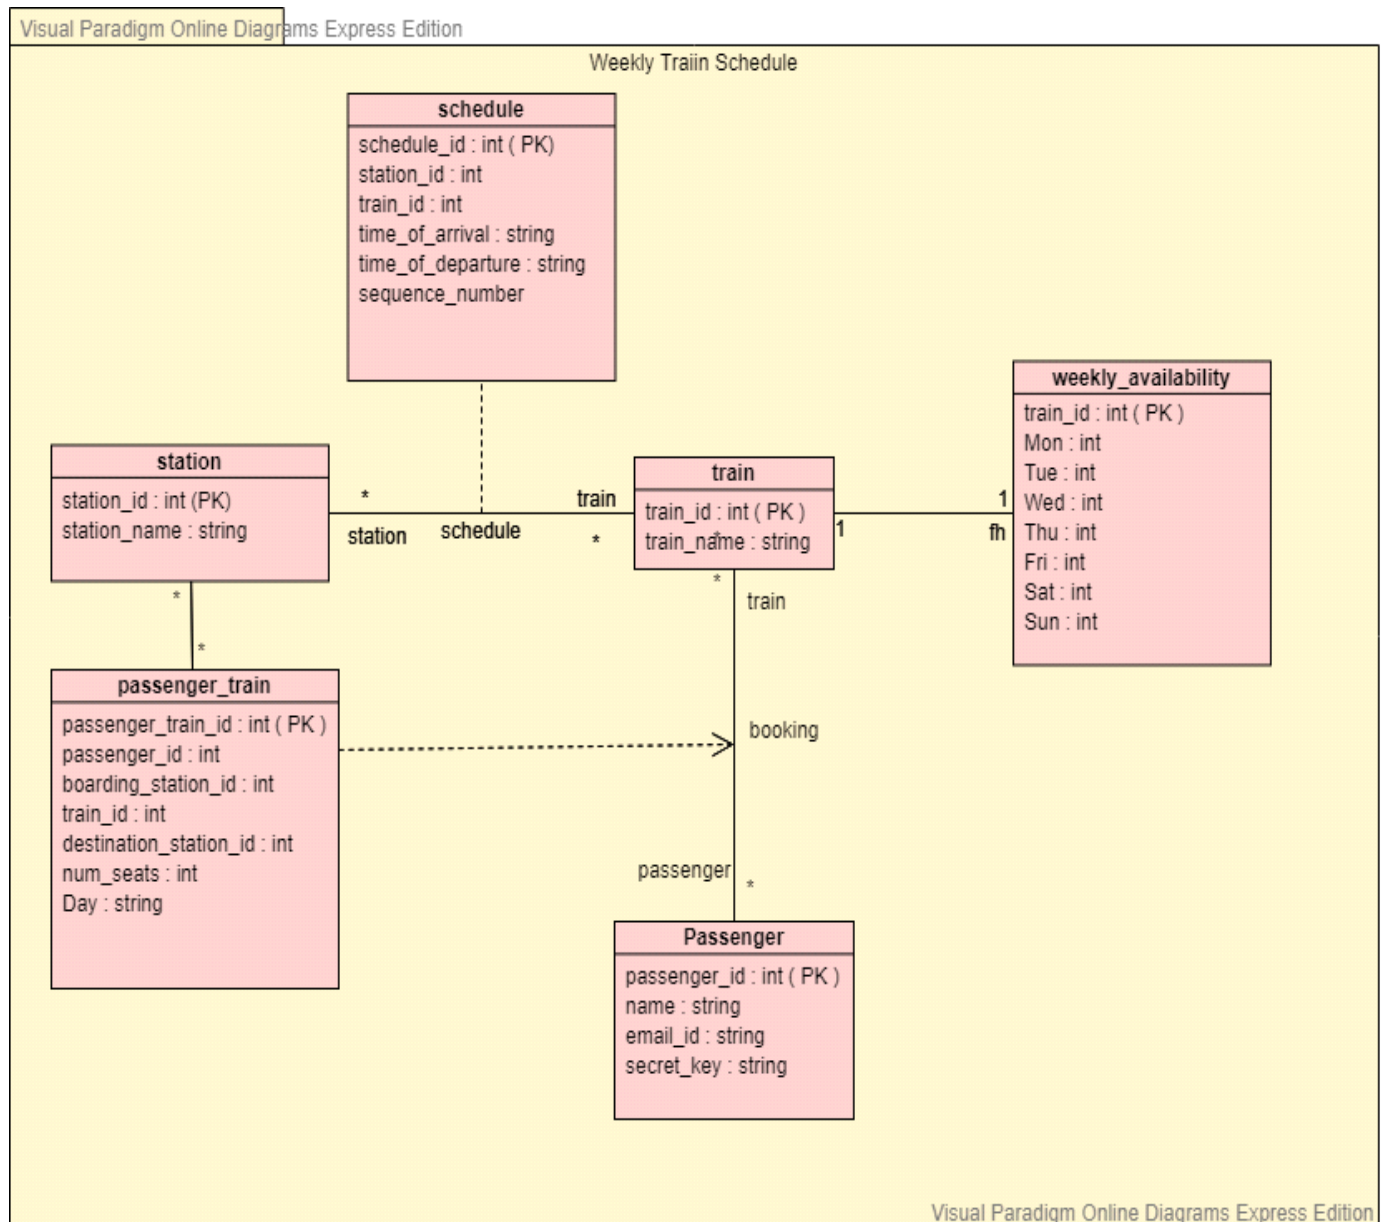 Visual Paradigm Online Diagrams Express Edition
Weekly Traiin Schedule
schedule
schedule_id : int ( PK)
station_id : int
train_id : int
time_of_arrival : string
time_of_departure : string
sequence_number
weekly_availability
train_id : int ( PK )
Mon : int
Tue : int
Wed : int
Thu : int
Fri : int
Sat : int
Sun : int
station
station_id : int (PK)
station_name : string
*
station
schedule
train
*
train
train_id : int ( PK )
train_name : string
*
1
1
fh
*
train
*
*
passenger_train
passenger_train_id : int ( PK )
passenger_id : int
boarding_station_id : int
train_id : int
destination_station_id : int
num_seats : int
Day : string
booking
passenger
*
Passenger
passenger_id : int ( PK )
name : string
email_id : string
secret_key : string
Visual Paradigm Online Diagrams Express Edition